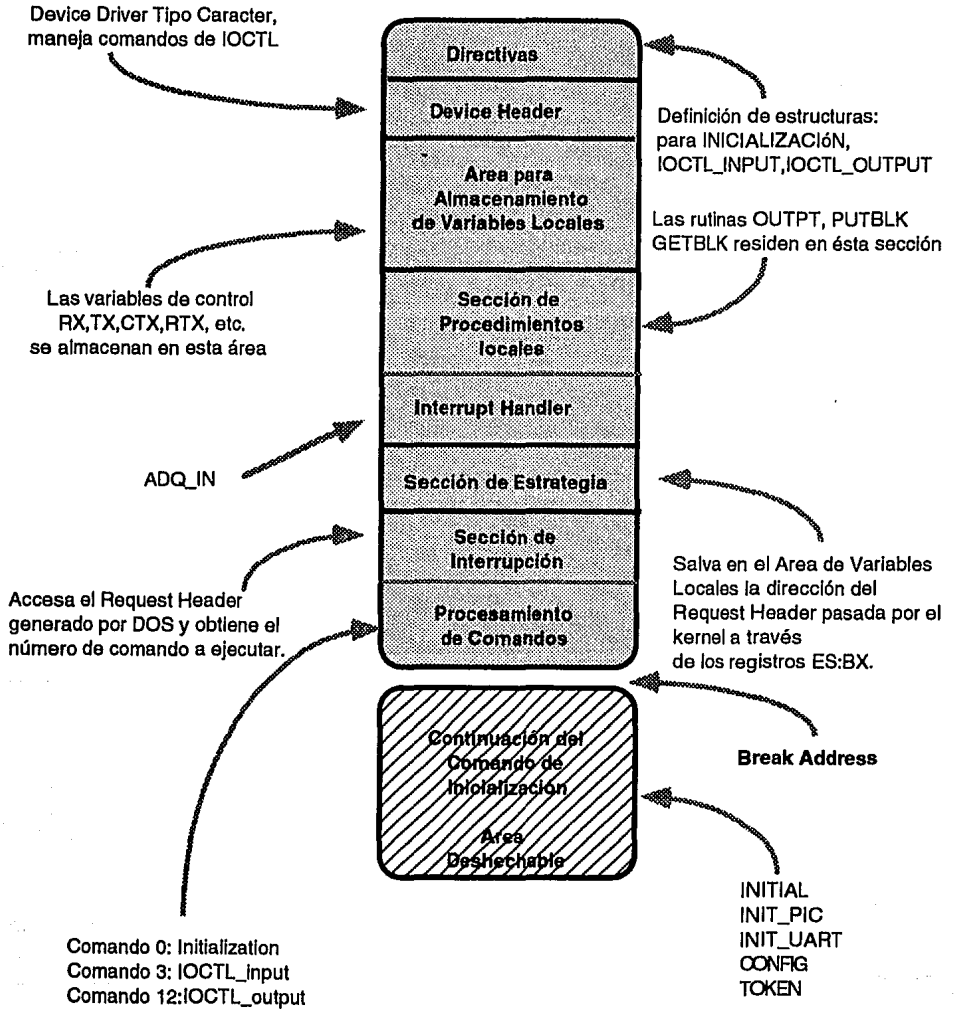 Device Driver Tipo Caracter,
maneja comandos de IOCTL
Directivas
Device Header
Definición de estructuras:
para INICIALIZACIóN,
IOCTL_INPUT,IOCTL_OUTPUT
Area para
Almacenamiento
de Variables Locales
Las rutinas OUTPT, PUTBLK
GETBLK residen en ésta sección
Las variables de control
RX,TX,CTX,RTX, etc.
se almacenan en esta área
Sección de
Procedimientos
locales
Interrupt Handler
ADQ_IN
Sección de Estrategia
Sección de
Interrupción
Salva en el Area de Variables
Locales la dirección del
Request Header pasada por el
kernel a través
de los registros ES:BX.
Accesa el Request Header
generado por DOS y obtiene el
número de comando a ejecutar.
Procesamiento
de Comandos
Break Address
Continuación del
Comando de
Inicialización
Area
Deshechable
INITIAL
INIT_PIC
INIT_UART
CONFIG
TOKEN
Comando 0: Initialization
Comando 3: IOCTL_input
Comando 12:IOCTL_output